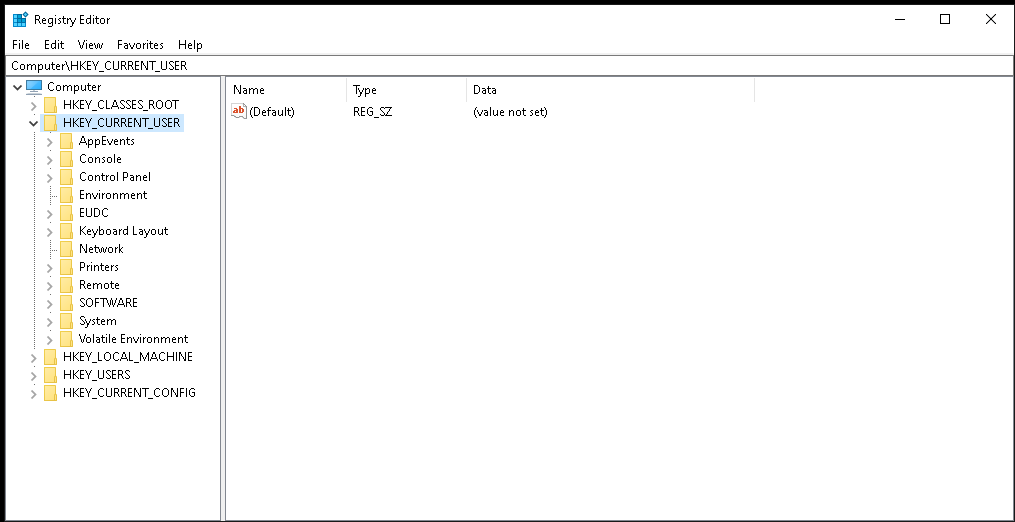 Registry Editor
File Edit View Favorites Help
Computer\HKEY_CURRENT_USER
Computer
HKEY_CLASSES_ROOT
HKEY_CURRENT_USER
AppEvents
Console
Control Panel
Environment
EUDC
Keyboard Layout
Network
Printers
Remote
SOFTWARE
System
Volatile Environment
HKEY_LOCAL_MACHINE
HKEY_USERS
HKEY_CURRENT_CONFIG
Name Type Data
ab (Default) REG_SZ (value not set)